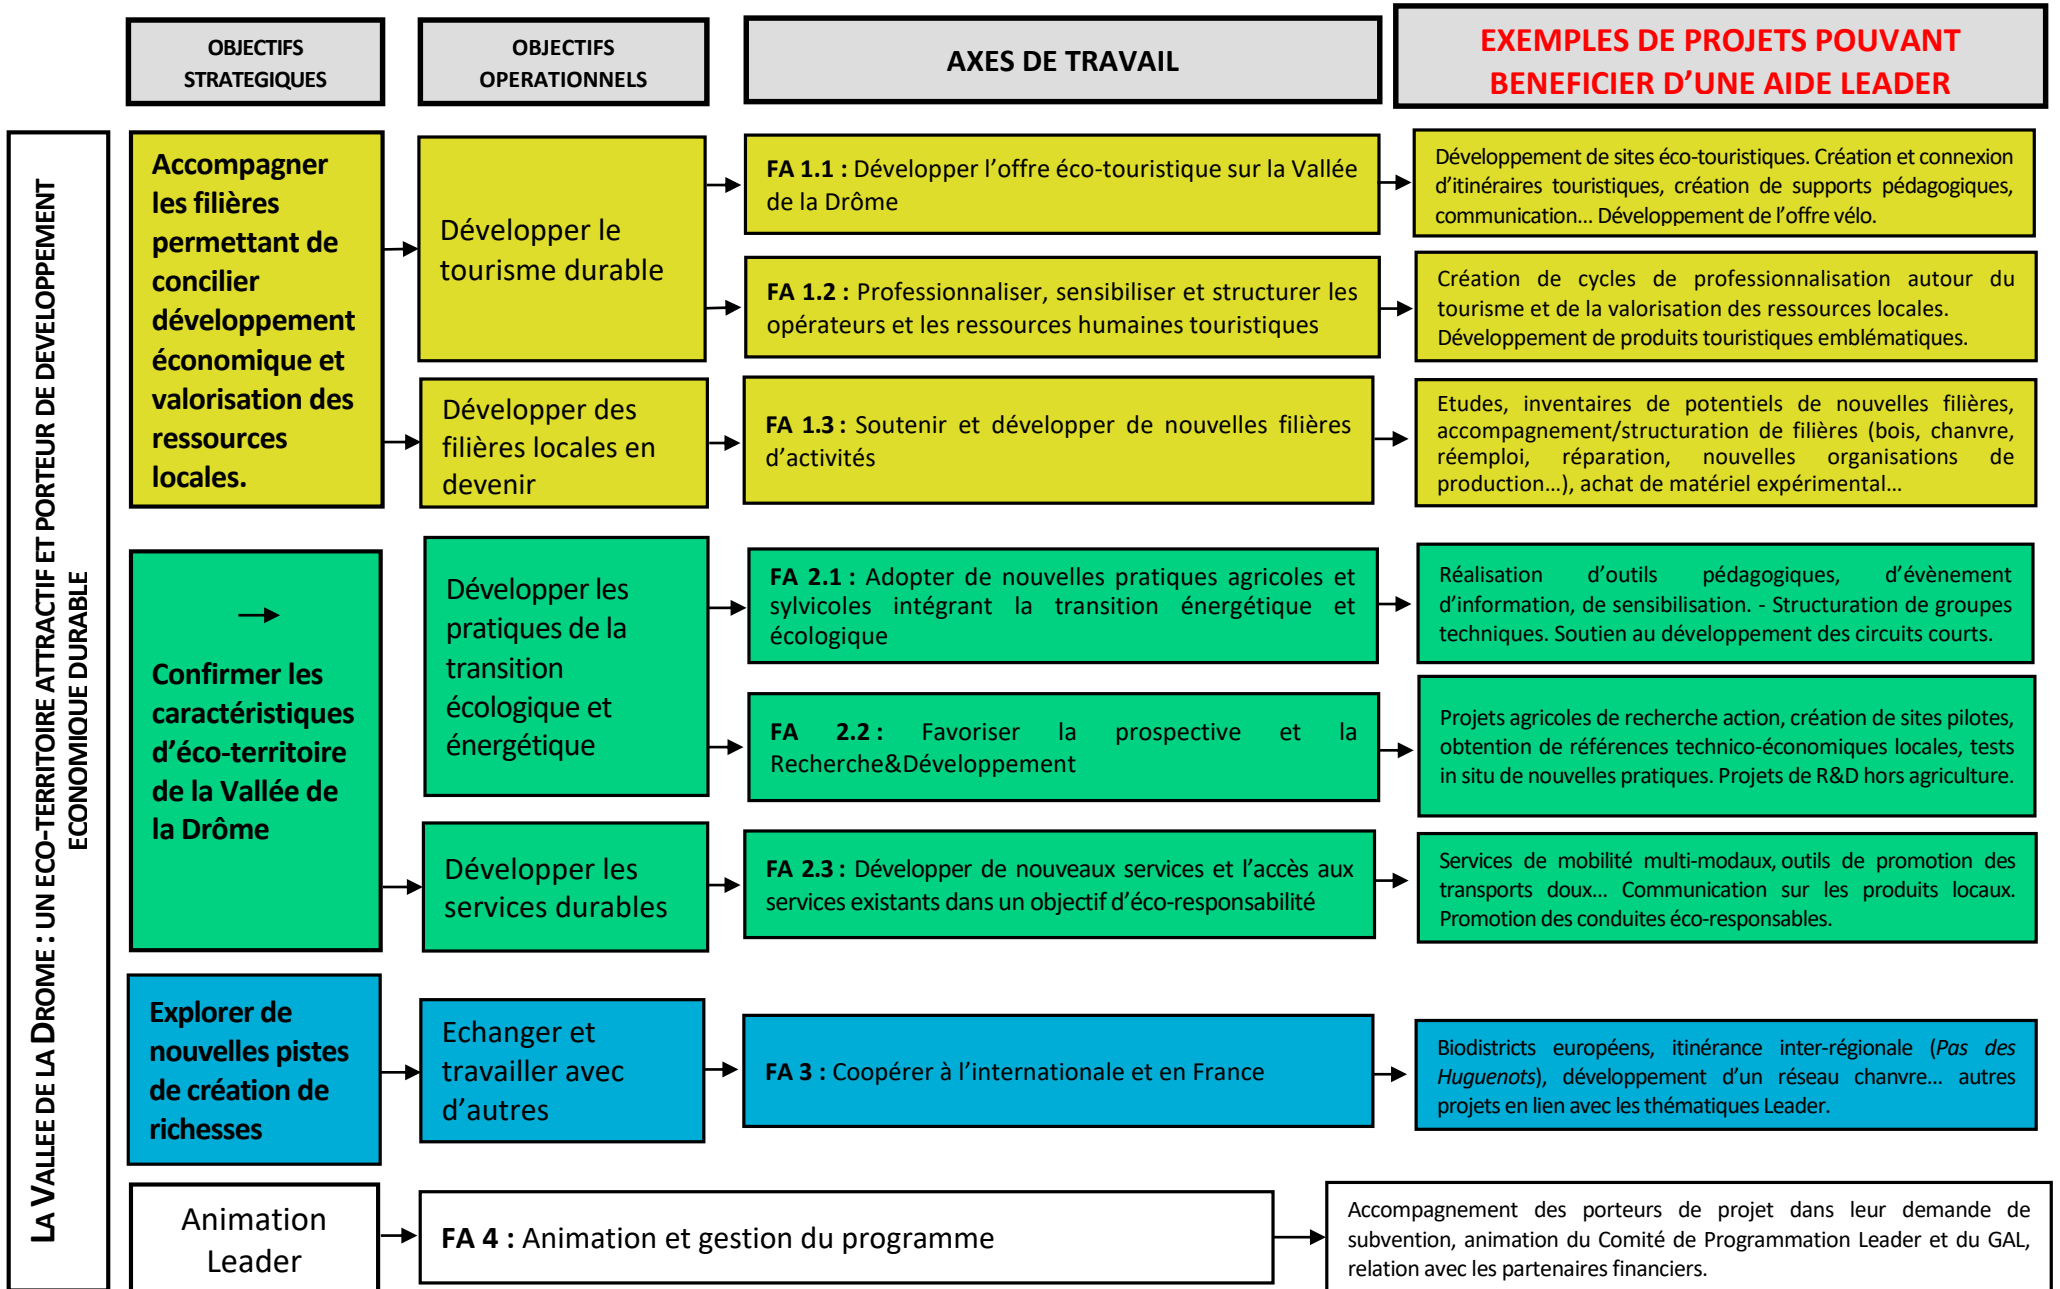 OBJECTIFS
STRATEGIQUES
OBJECTIFS
OPERATIONNELS
AXES DE TRAVAIL
EXEMPLES DE PROJETS POUVANT
BENEFICIER D’UNE AIDE LEADER
LA VALLEE DE LA DROME : UN ECO-TERRITOIRE ATTRACTIF ET PORTEUR DE DEVELOPPEMENT
ECONOMIQUE DURABLE
Accompagner
les filières
permettant de
concilier
développement
économique et
valorisation des
ressources
locales.
Développer le
tourisme durable
FA 1.1 : Développer l’offre éco-touristique sur la Vallée
de la Drôme
Développement de sites éco-touristiques. Création et connexion
d’itinéraires touristiques, création de supports pédagogiques,
communication… Développement de l’offre vélo.
FA 1.2 : Professionnaliser, sensibiliser et structurer les
opérateurs et les ressources humaines touristiques
Création de cycles de professionnalisation autour du
tourisme et de la valorisation des ressources locales.
Développement de produits touristiques emblématiques.
Développer des
filières locales en
devenir
FA 1.3 : Soutenir et développer de nouvelles filières
d’activités
Etudes, inventaires de potentiels de nouvelles filières,
accompagnement/structuration de filières (bois, chanvre,
réemploi, réparation, nouvelles organisations de
production…), achat de matériel expérimental…
Confirmer les
caractéristiques
d’éco-territoire
de la Vallée de
la Drôme
Développer les
pratiques de la
transition
écologique et
énergétique
FA 2.1 : Adopter de nouvelles pratiques agricoles et
sylvicoles intégrant la transition énergétique et
écologique
Réalisation d’outils pédagogiques, d’évènement
d’information, de sensibilisation. - Structuration de groupes
techniques. Soutien au développement des circuits courts.
FA 2.2 : Favoriser la prospective et la
Recherche&Développement
Projets agricoles de recherche action, création de sites pilotes,
obtention de références technico-économiques locales, tests
in situ de nouvelles pratiques. Projets de R&D hors agriculture.
Développer les
services durables
FA 2.3 : Développer de nouveaux services et l’accès aux
services existants dans un objectif d’éco-responsabilité
Services de mobilité multi-modaux, outils de promotion des
transports doux… Communication sur les produits locaux.
Promotion des conduites éco-responsables.
Explorer de
nouvelles pistes
de création de
richesses
Echanger et
travailler avec
d’autres
FA 3 : Coopérer à l’internationale et en France
Biodistricts européens, itinérance inter-régionale (Pas des
Huguenots), développement d’un réseau chanvre… autres
projets en lien avec les thématiques Leader.
Animation
Leader
FA 4 : Animation et gestion du programme
Accompagnement des porteurs de projet dans leur demande de
subvention, animation du Comité de Programmation Leader et du GAL,
relation avec les partenaires financiers.